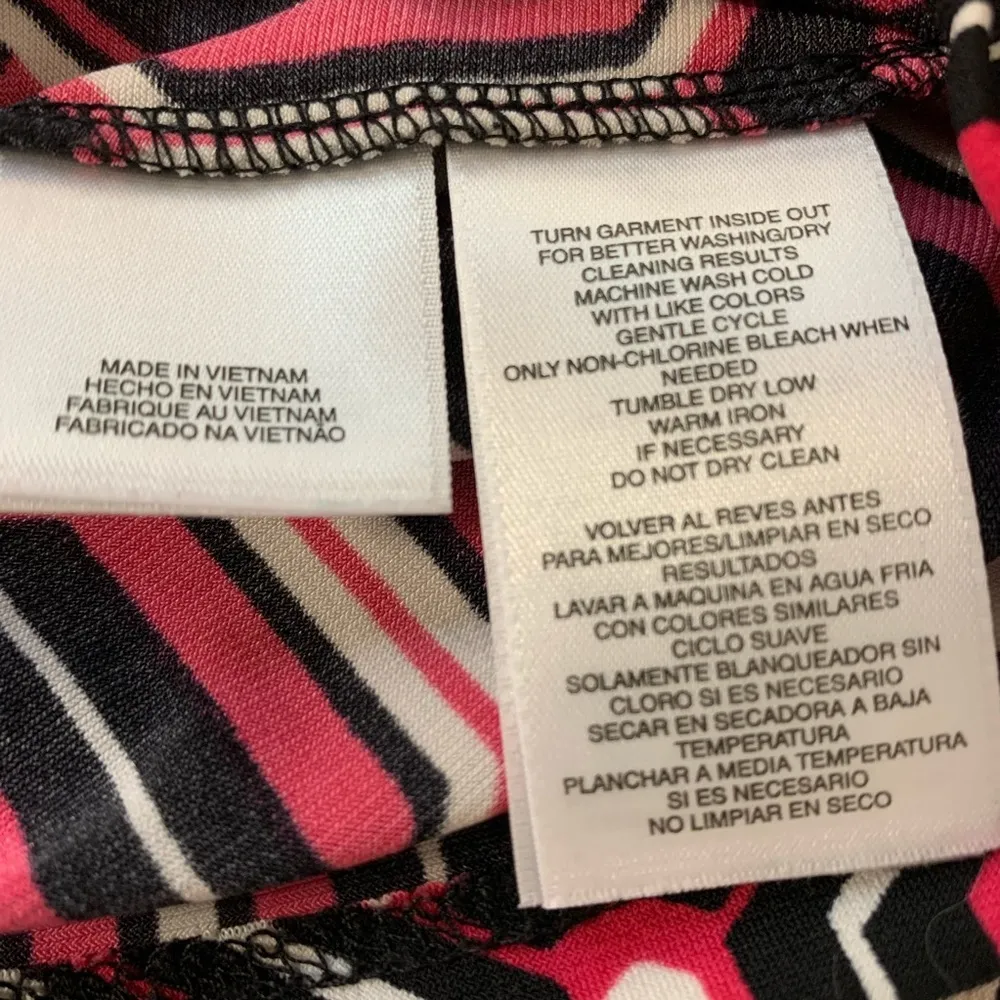 MADE IN VIETNAM
HECHO EN VIETNAM
FABRIQUE AU VIETNAM
FABRICADO NA VIETNÃO
TURN GARMENT INSIDE OUT
FOR BETTER WASHING/DRY
CLEANING RESULTS
MACHINE WASH COLD
WITH LIKE COLORS
GENTLE CYCLE
ONLY NON-CHLORINE BLEACH WHEN
NEEDED
TUMBLE DRY LOW
WARM IRON
IF NECESSARY
DO NOT DRY CLEAN
VOLVER AL REVES ANTES
PARA MEJORES/LIMPIAR EN SECO
RESULTADOS
LAVAR A MAQUINA EN AGUA FRIA
CON COLORES SIMILARES
CICLO SUAVE
SOLAMENTE BLANQUEADOR SIN
CLORO SI ES NECESARIO
SECAR EN SECADORA A BAJA
TEMPERATURA
PLANCHAR A MEDIA TEMPERATURA
SI ES NECESARIO
NO LIMPIAR EN SECO